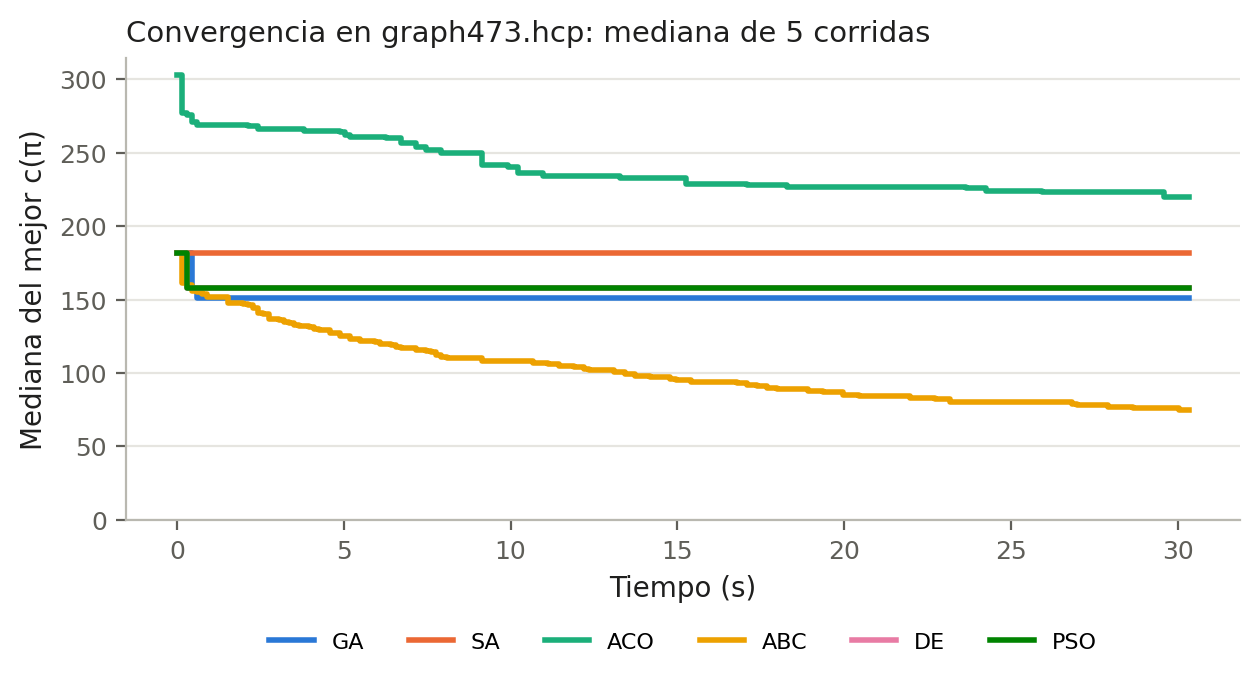 Convergencia en graph473.hcp: mediana de 5 corridas
Mediana del mejor c(π)
300
250
200
150
100
50
0
0 5 10 15 20 25 30
Tiempo (s)
GA SA ACO ABC DE PSO